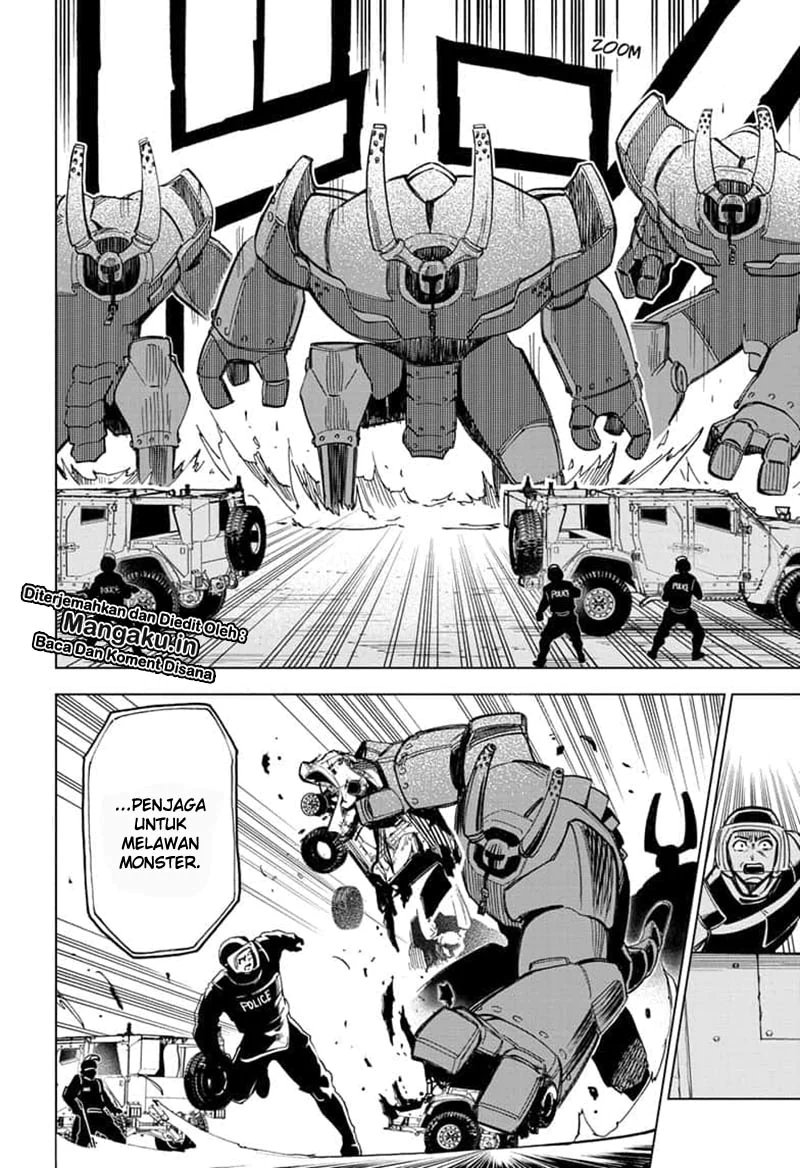 ZOOM
POLICE
POLICE
Diterjemahkan dan Diedit Oleh :
Mangaku.in
Baca Dan Koment Disana
...PENJAGA
UNTUK
MELAWAN
MONSTER.
POLICE